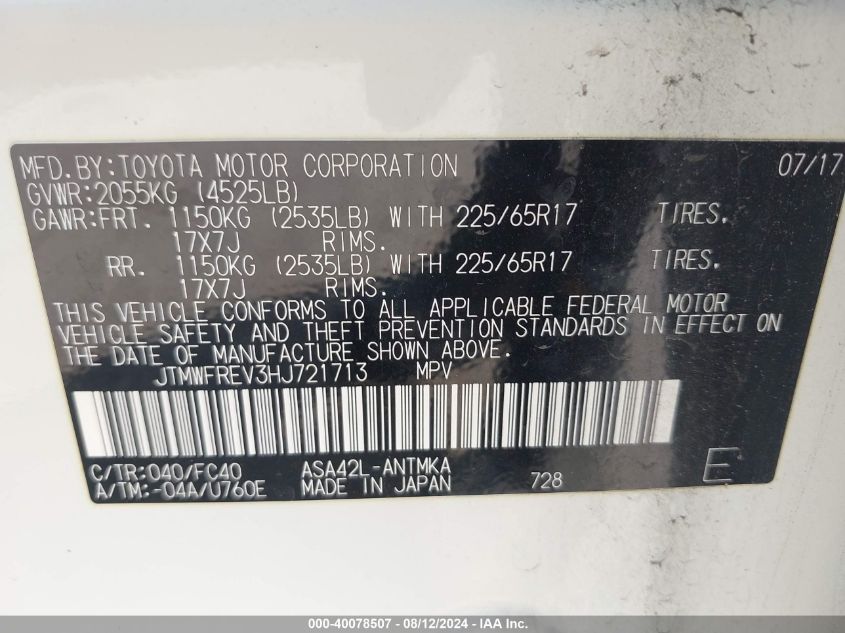 MFD.BY:TOYOTA MOTOR CORPORATION 07/17
GVWR:2055KG (4525LB)
GAWR:FRT. 1150KG (2535LB) WITH 225/65R17 TIRES.
17X7J RIMS.
RR. 1150KG (2535LB) WITH 225/65R17 TIRES.
17X7J RIMS.
THIS VEHICLE CONFORMS TO ALL APPLICABLE FEDERAL MOTOR
VEHICLE SAFETY AND THEFT PREVENTION STANDARDS IN EFFECT ON
THE DATE OF MANUFACTURE SHOWN ABOVE.
JTMWFREV3HJ721713 MPV
C/TR:040/FC40 ASA42L-ANTMKA
A/TM:-04A/U760E MADE IN JAPAN 728 E
000-40078507 - 08/12/2024 - IAA Inc.